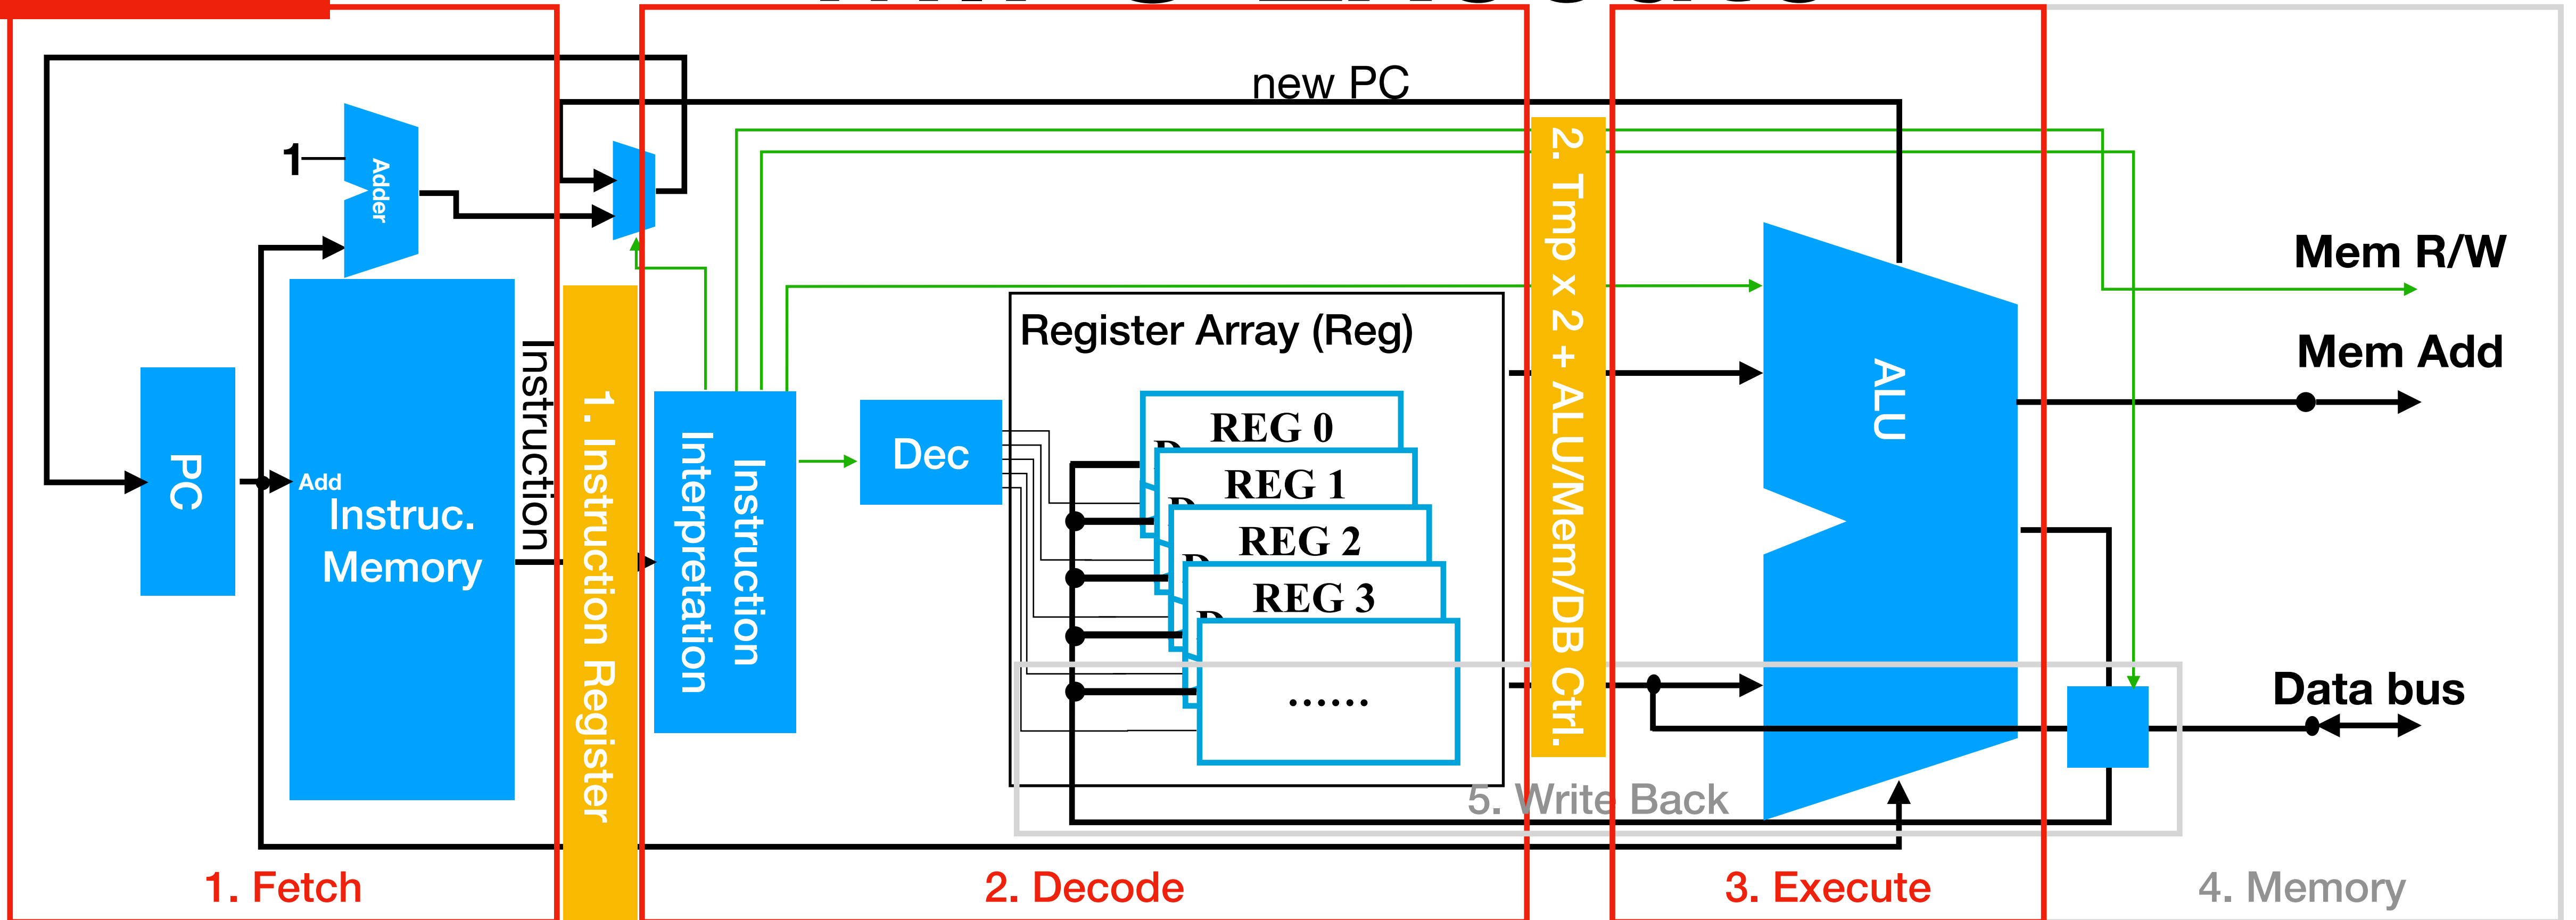 new PC
1
Adder
Mem R/W
Register Array (Reg)
Mem Add
Instruction
PC
Add
Instruc.
Memory
1. Instruction Register
Instruction
Interpretation
Dec
REG 0
REG 1
REG 2
REG 3
......
2. Tmp x 2 + ALU/Mem/DB Ctrl.
ALU
Data bus
5. Write Back
1. Fetch
2. Decode
3. Execute
4. Memory